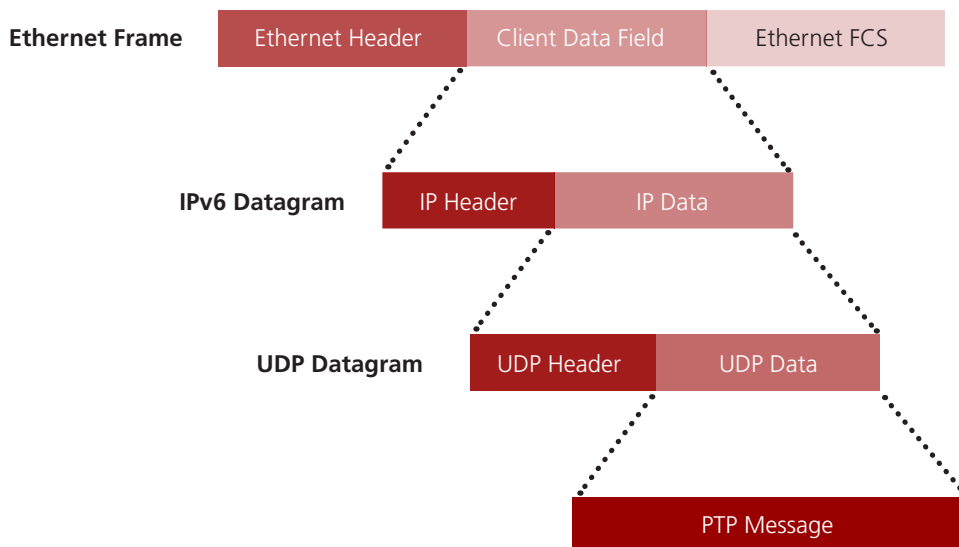 Ethernet Frame
Ethernet Header
Client Data Field
Ethernet FCS
IPv6 Datagram
IP Header
IP Data
UDP Datagram
UDP Header
UDP Data
PTP Message